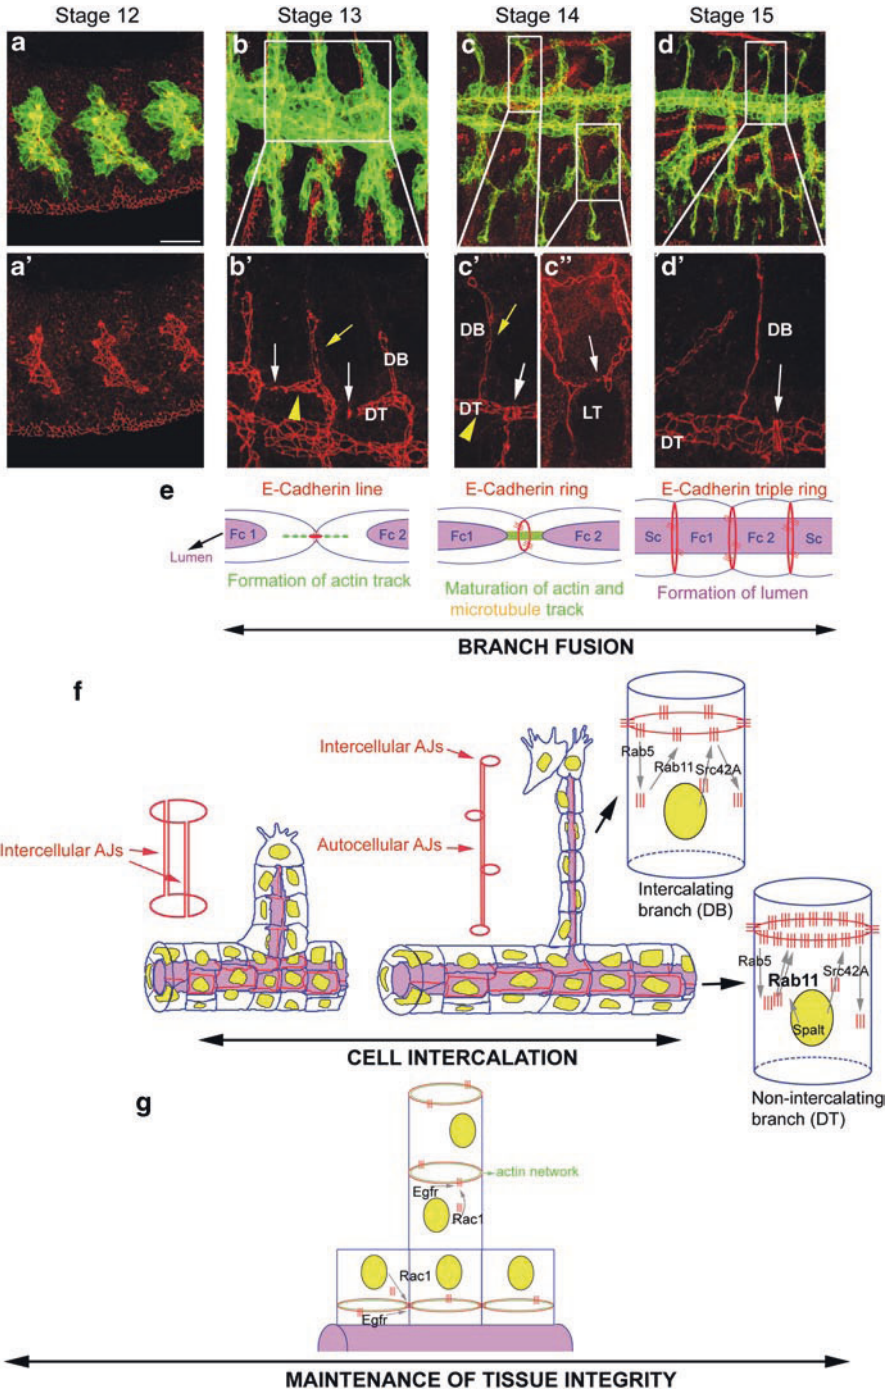 Stage 12
Stage 13
Stage 14
Stage 15
a
b
c
d
a'
b'
DB
DT
c'
DB
DT
c''
LT
d'
DB
DT
e
E-Cadherin line
E-Cadherin ring
E-Cadherin triple ring
Fc 1
Fc 2
Fc1
Fc 2
Sc
Fc1
Fc 2
Sc
Lumen
Formation of actin track
Maturation of actin and
microtubule track
Formation of lumen
BRANCH FUSION
f
Intercellular AJs
Intercellular AJs
Autocellular AJs
Rab5
Rab11
Src42A
Intercalating
branch (DB)
Rab5
Rab11
Src42A
Spalt
Non-intercalating
branch (DT)
CELL INTERCALATION
g
actin network
Egfr
Rac1
Rac1
Egfr
MAINTENANCE OF TISSUE INTEGRITY